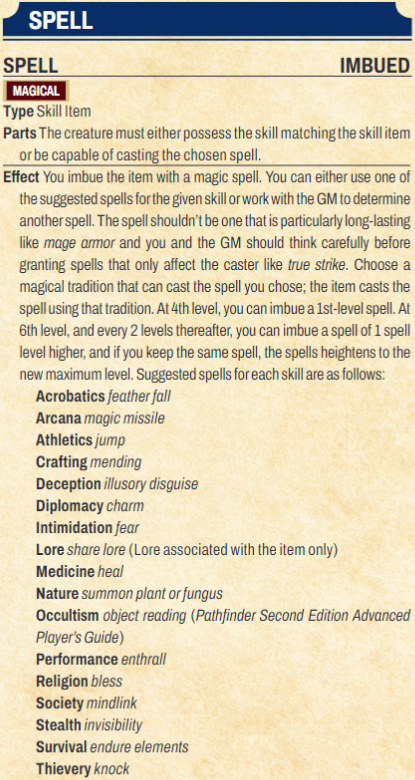 SPELL
SPELL IMBUED
MAGICAL
Type Skill Item
Parts The creature must either possess the skill matching the skill item
or be capable of casting the chosen spell.
Effect You imbue the item with a magic spell. You can either use one of
the suggested spells for the given skill or work with the GM to determine
another spell. The spell shouldn't be one that is particularly long-lasting
like mage armor and you and the GM should think carefully before
granting spells that only affect the caster like true strike. Choose a
magical tradition that can cast the spell you chose; the item casts the
spell using that tradition. At 4th level, you can imbue a 1st-level spell. At
6th level, and every 2 levels thereafter, you can imbue a spell of 1 spell
level higher, and if you keep the same spell, the spells heightens to the
new maximum level. Suggested spells for each skill are as follows:
Acrobatics feather fall
Arcana magic missile
Athletics jump
Crafting mending
Deception illusory disguise
Diplomacy charm
Intimidation fear
Lore share lore (Lore associated with the item only)
Medicine heal
Nature summon plant or fungus
Occultism object reading (Pathfinder Second Edition Advanced
Player's Guide)
Performance enthrall
Religion bless
Society mindlink
Stealth invisibility
Survival endure elements
Thievery knock